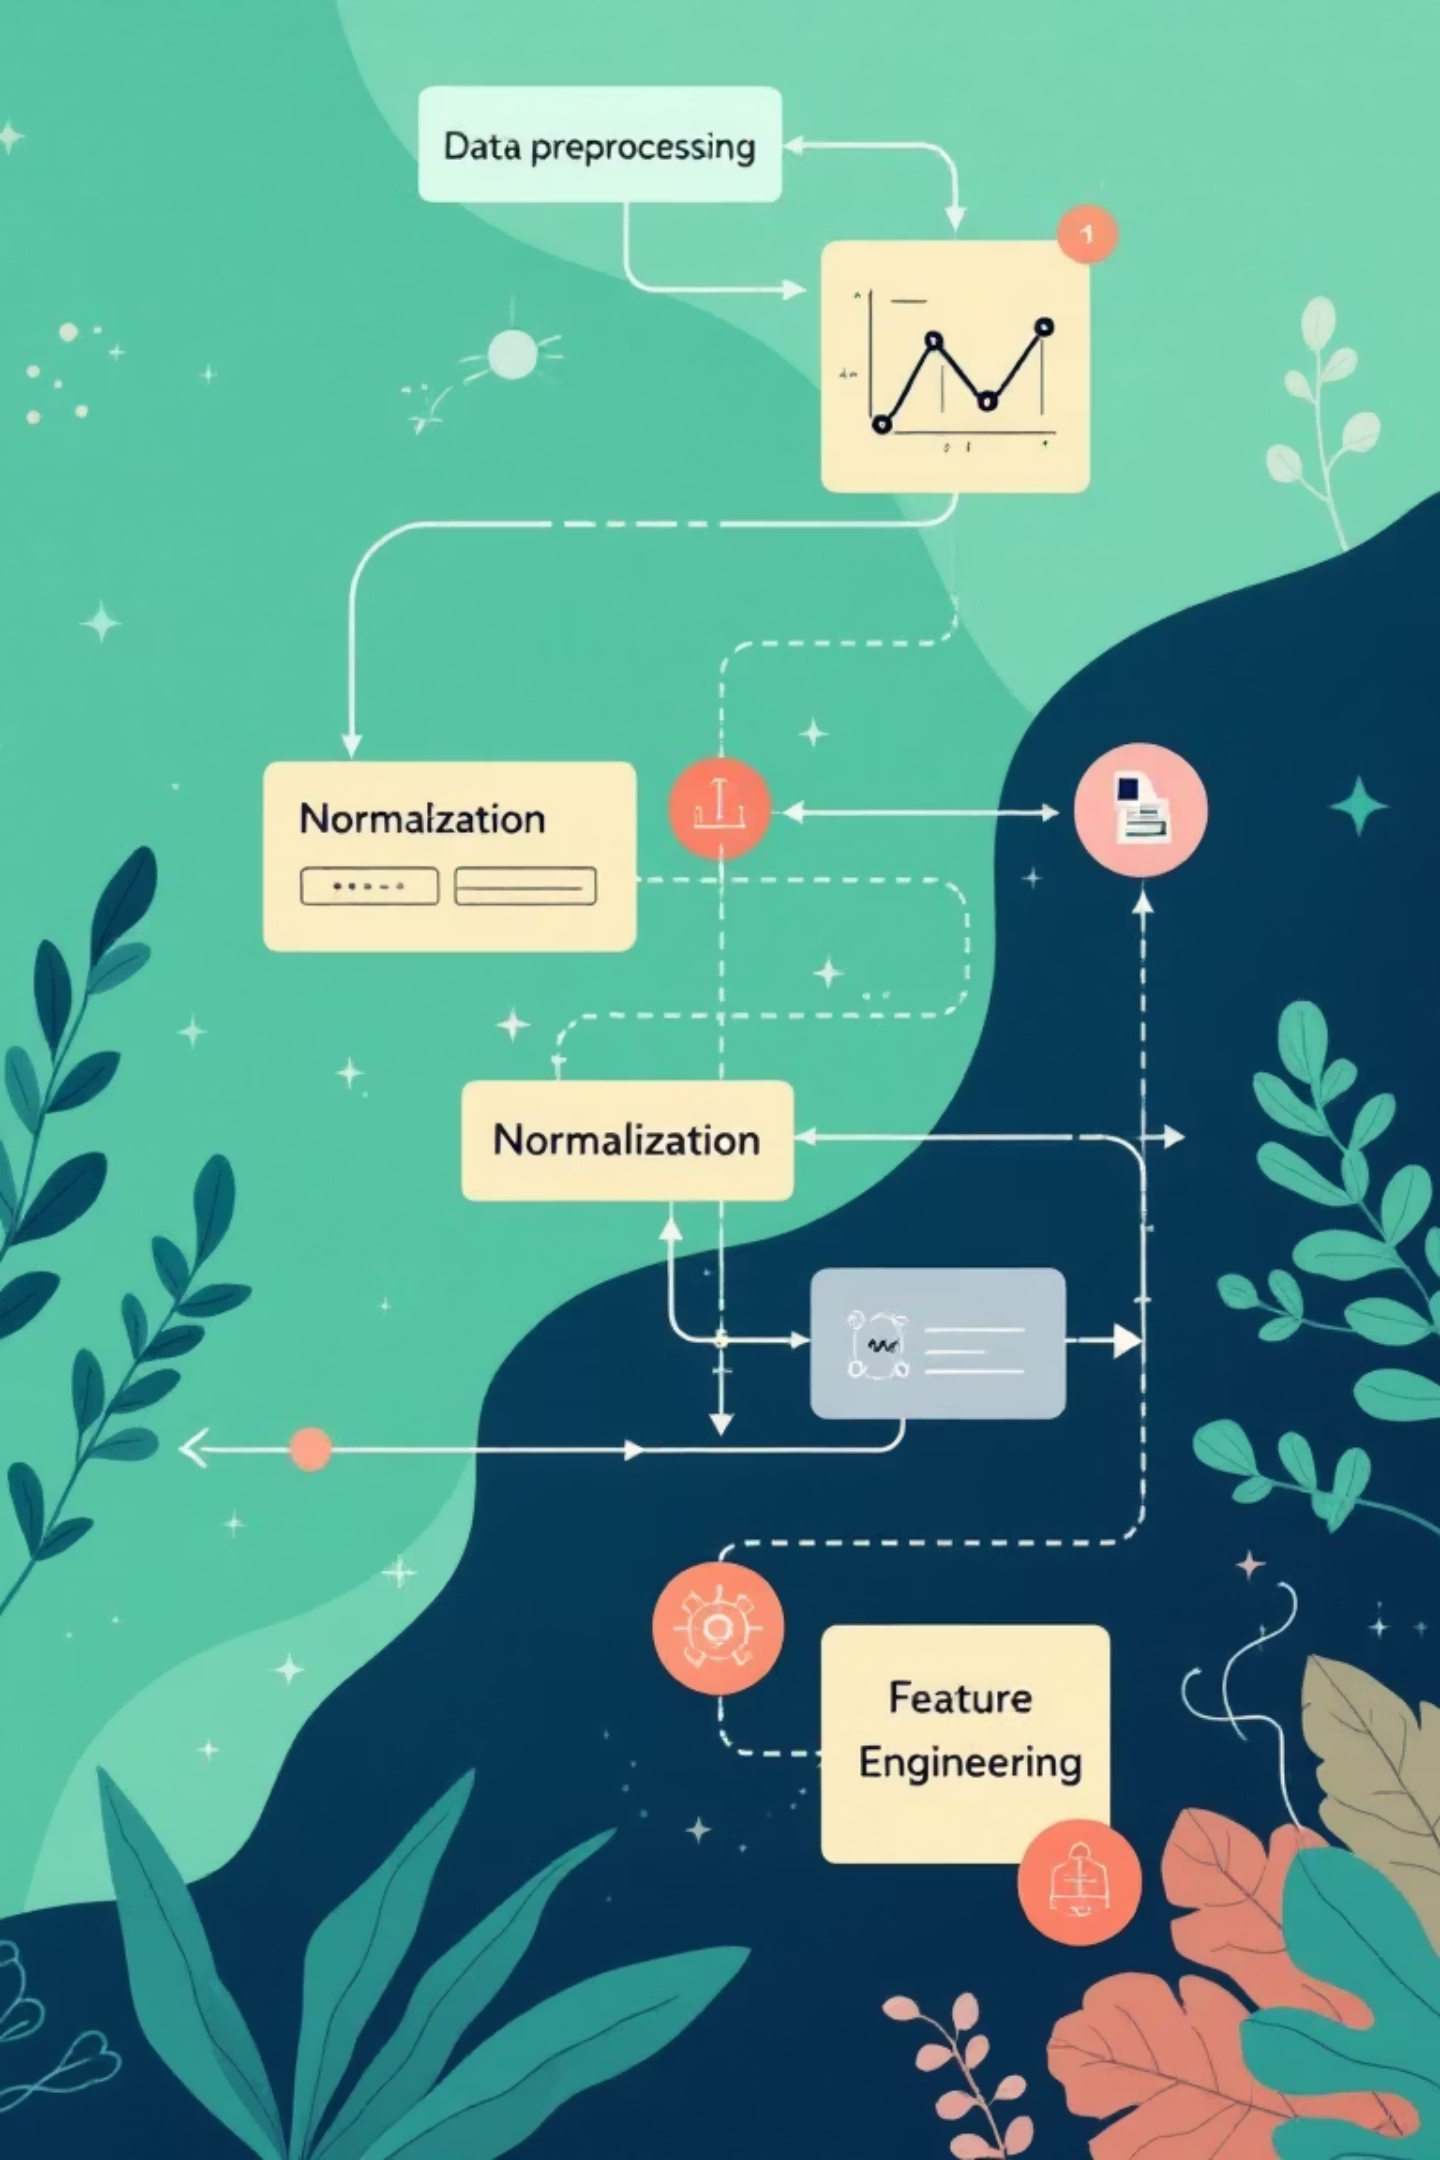 Data preprocessing
1
Normalzation
Normalization
Feature
Engineering